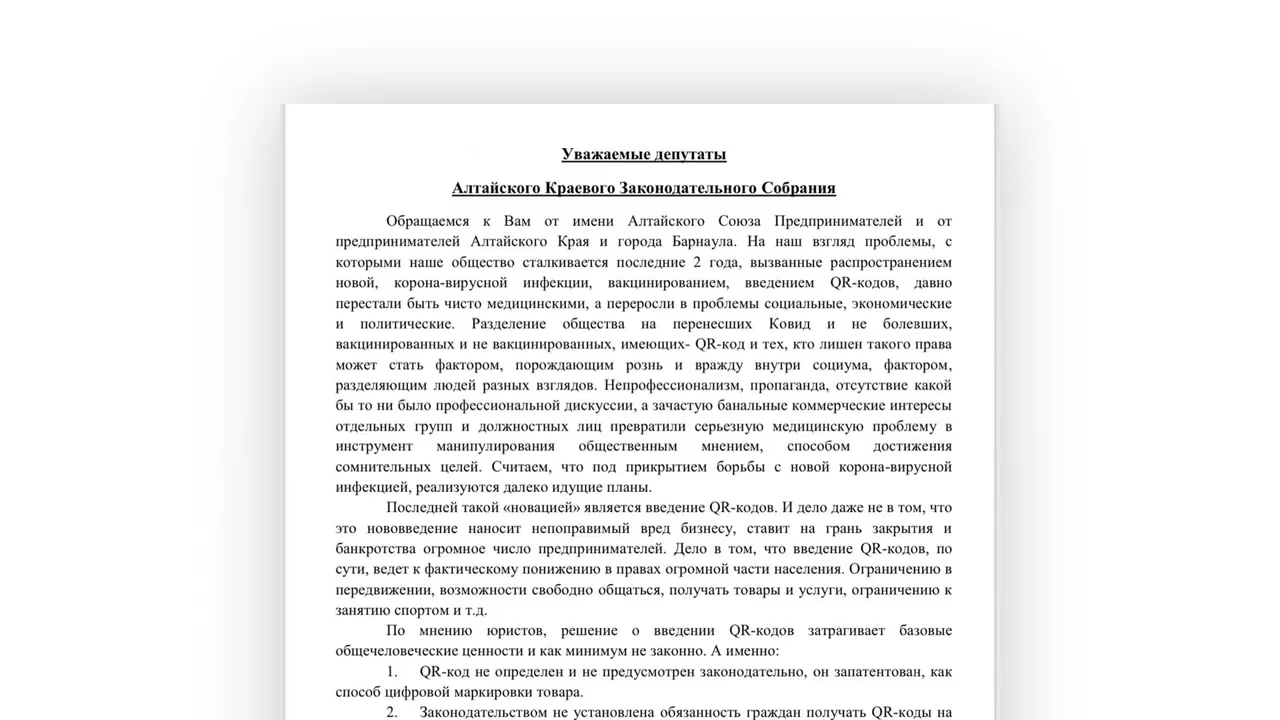 Уважаемые депутаты
Алтайского Краевого Законодательного Собрания
Обращаемся к Вам от имени Алтайского Союза Предпринимателей и от
предпринимателей Алтайского Края и города Барнаула. На наш взгляд проблемы, с
которыми наше общество сталкивается последние 2 года, вызванные распространением
новой, корона-вирусной инфекции, вакцинированием, введением QR-кодов, давно
перестали быть чисто медицинскими, а переросли в проблемы социальные, экономические
и политические. Разделение общества на перенесших Ковид и не болевших,
вакцинированных и не вакцинированных, имеющих- QR-код и тех, кто лишен такого права
может стать фактором, порождающим рознь и вражду внутри социума, фактором,
разделяющим людей разных взглядов. Непрофессионализм, пропаганда, отсутствие какой
бы то ни было профессиональной дискуссии, а зачастую банальные коммерческие интересы
отдельных групп и должностных лиц превратили серьезную медицинскую проблему в
инструмент манипулирования общественным мнением, способом достижения
сомнительных целей. Считаем, что под прикрытием борьбы с новой корона-вирусной
инфекцией, реализуются далеко идущие планы.
Последней такой «новацией» является введение QR-кодов. И дело даже не в том, что
это нововведение наносит непоправимый вред бизнесу, ставит на грань закрытия и
банкротства огромное число предпринимателей. Дело в том, что введение QR-кодов, по
сути, ведет к фактическому понижению в правах огромной части населения. Ограничению в
передвижении, возможности свободно общаться, получать товары и услуги, ограничению к
занятию спортом и т.д.
По мнению юристов, решение о введении QR-кодов затрагивает базовые
общечеловеческие ценности и как минимум не законно. А именно:
1. QR-код не определен и не предусмотрен законодательно, он запатентован, как
способ цифровой маркировки товара.
2. Законодательством не установлена обязанность граждан получать QR-коды на